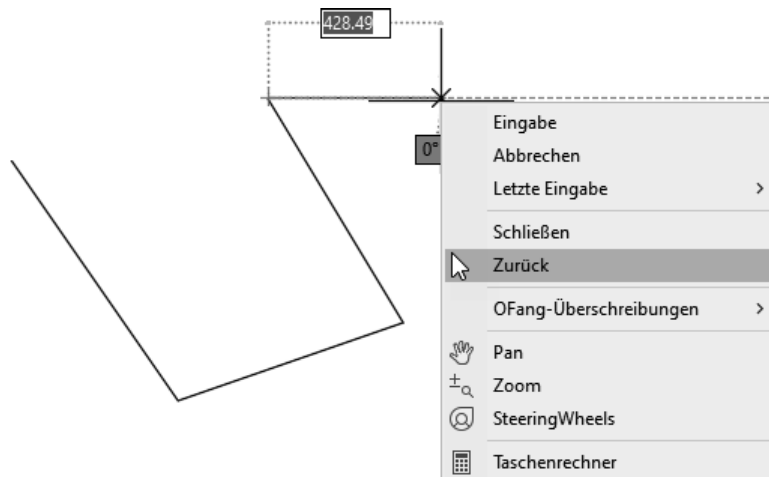 428.49
0°
Eingabe
Abbrechen
Letzte Eingabe
Schließen
Zurück
OFang-Überschreibungen
Pan
Zoom
SteeringWheels
Taschenrechner